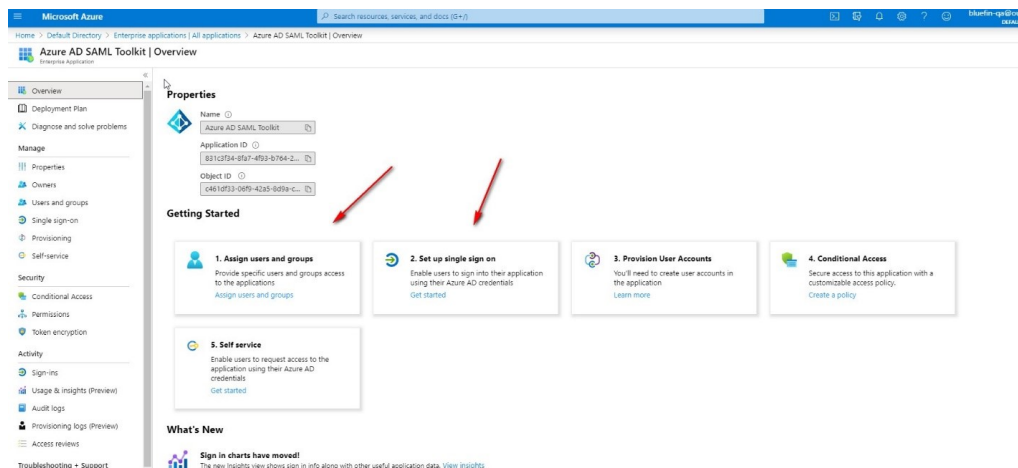 Microsoft Azure
Search resources, services, and docs (G+/)
bluefin-qa@
Home > Default Directory > Enterprise applications | All applications > Azure AD SAML Toolkit | Overview
Azure AD SAML Toolkit | Overview
Enterprise Application
«
Overview
Deployment Plan
Diagnose and solve problems
Manage
Properties
Owners
Users and groups
Single sign-on
Provisioning
Self-service
Security
Conditional Access
Permissions
Token encryption
Activity
Sign-ins
Usage & insights (Preview)
Audit logs
Provisioning logs (Preview)
Access reviews
Troubleshooting + Support
Properties
Name
Azure AD SAML Toolkit
Application ID
831c3f34-8fa7-4f93-b764-2...
Object ID
c461df33-06f9-42a5-8d9a-c...
Getting Started
1. Assign users and groups
Provide specific users and groups access
to the applications
Assign users and groups
2. Set up single sign on
Enable users to sign into their application
using their Azure AD credentials
Get started
3. Provision User Accounts
You'll need to create user accounts in
the application
Learn more
4. Conditional Access
Secure access to this application with a
customizable access policy.
Create a policy
5. Self service
Enable users to request access to the
application using their Azure AD
credentials
Get started
What's New
Sign in charts have moved!
The new Insights view shows sign in info along with other useful application data. View insights